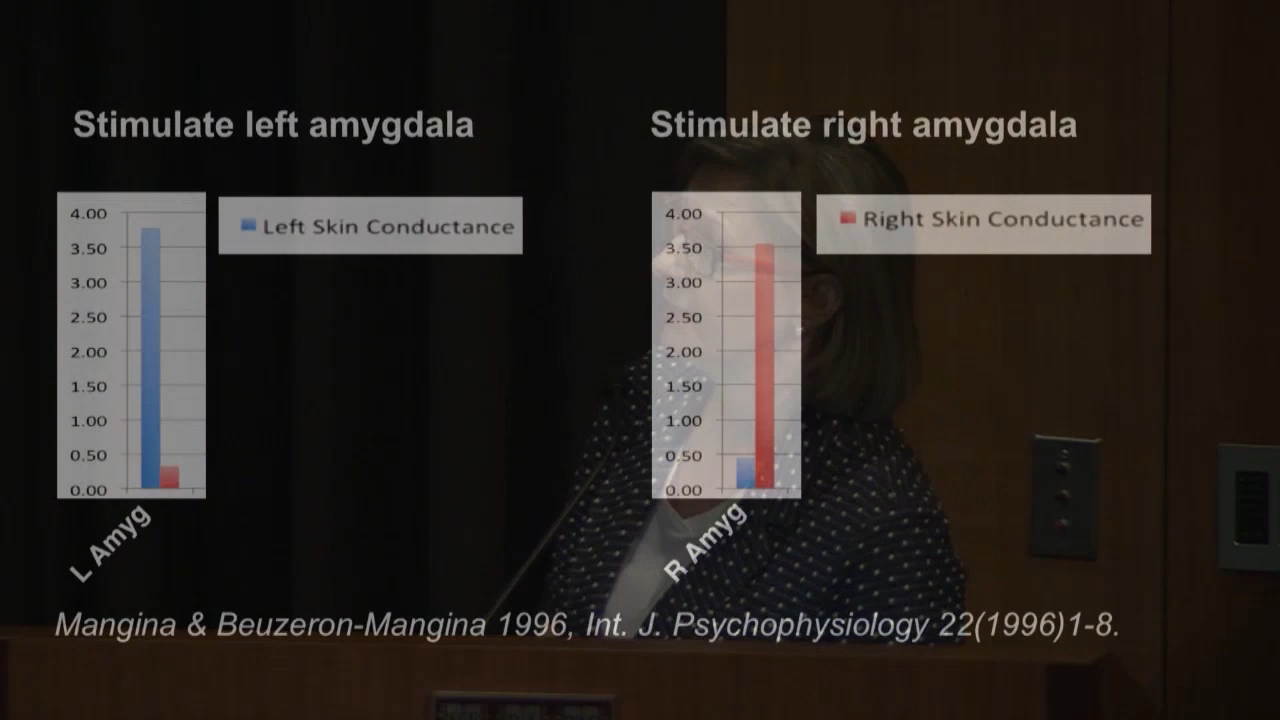 Stimulate left amygdala
Stimulate right amygdala
4.00
3.50
3.00
2.50
2.00
1.50
1.00
0.50
0.00
Left Skin Conductance
L Amyg
4.00
3.50
3.00
2.50
2.00
1.50
1.00
0.50
0.00
Right Skin Conductance
R Amyg
Mangina & Beuzeron-Mangina 1996, Int. J. Psychophysiology 22(1996)1-8.